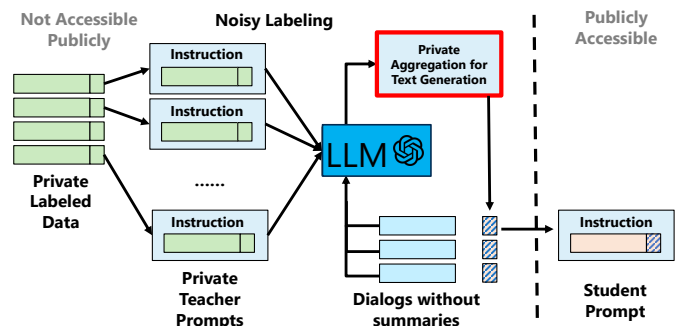 Not Accessible
Publicly
Noisy Labeling
Publicly
Accessible
Instruction
Instruction
......
Instruction
Private
Labeled
Data
Private
Teacher
Prompts
LLM
Private
Aggregation for
Text Generation
Dialogs without
summaries
Instruction
Student
Prompt